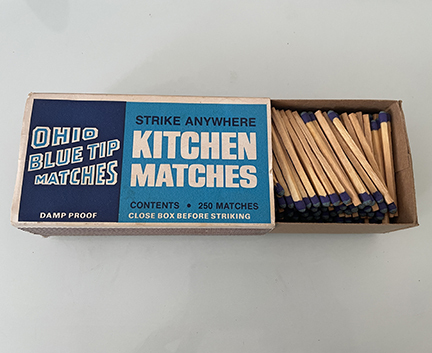 OHIO
BLUE TIP
MATCHES
DAMP PROOF
STRIKE ANYWHERE
KITCHEN
MATCHES
CONTENTS • 250 MATCHES
CLOSE BOX BEFORE STRIKING